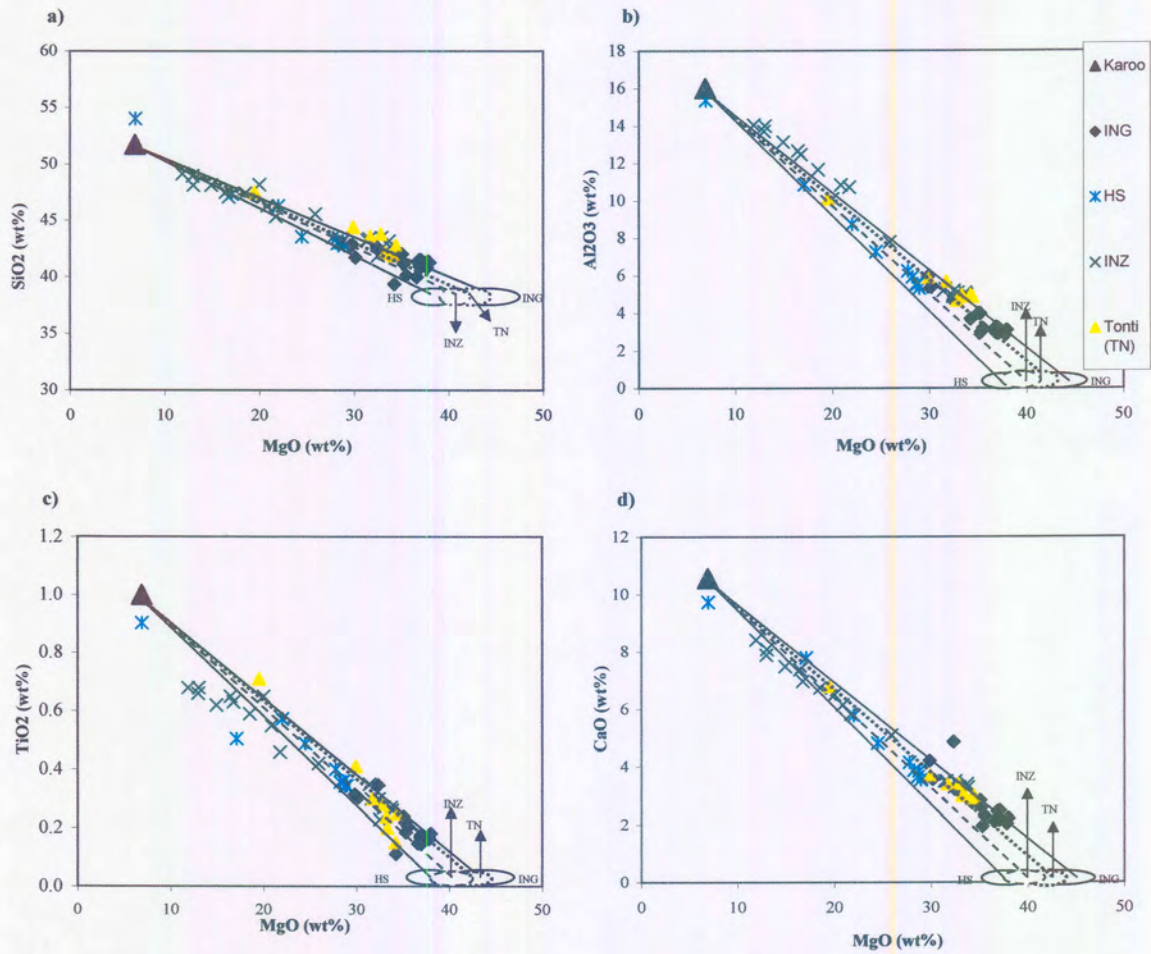 a)
60
55
50
45
40
35
30
SiO2 (wt%)
HS
INZ
TN
ING
0 10 20 30 40 50
MgO (wt%)
b)
18
16
14
12
10
8
6
4
2
0
Al2O3 (wt%)
INZ
TN
HS
ING
0 10 20 30 40 50
MgO (wt%)
Karoo
ING
HS
INZ
Tonti
(TN)
c)
1.2
1.0
0.8
0.6
0.4
0.2
0.0
TiO2 (wt%)
INZ
TN
HS
ING
0 10 20 30 40 50
MgO (wt%)
d)
12
10
8
6
4
2
0
CaO (wt%)
INZ
TN
HS
ING
0 10 20 30 40 50
MgO (wt%)